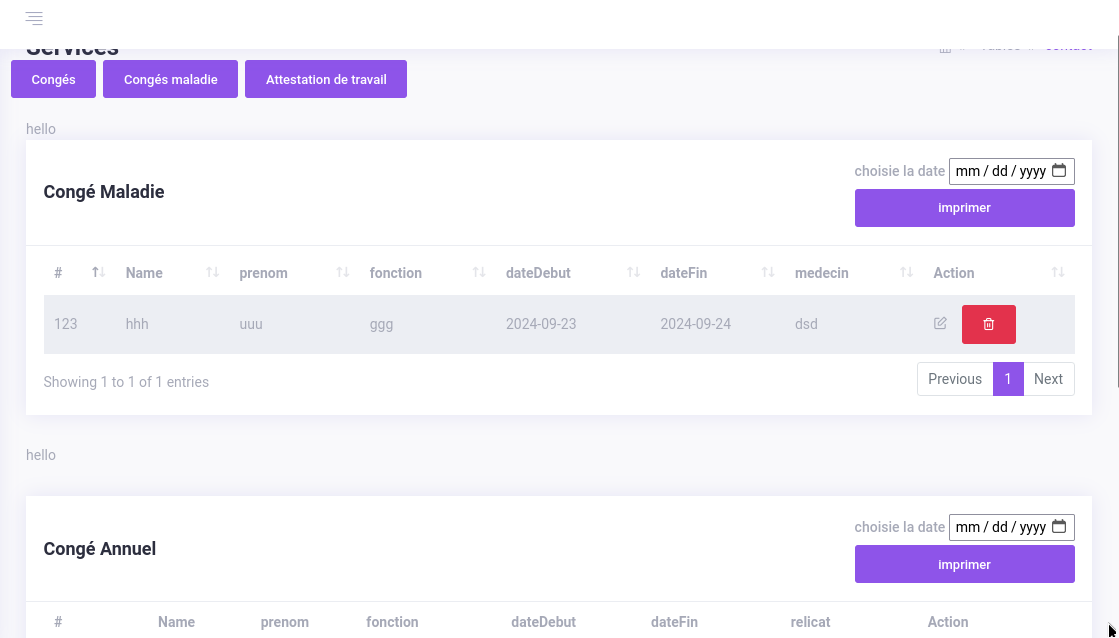 Services
Congés Congés maladie Attestation de travail
hello
choisie la date mm / dd / yyyy
Congé Maladie
imprimer
# Name prenom fonction dateDebut dateFin medecin Action
123 hhh uuu ggg 2024-09-23 2024-09-24 dsd
Showing 1 to 1 of 1 entries Previous 1 Next
hello
choisie la date mm / dd / yyyy
Congé Annuel
imprimer
# Name prenom fonction dateDebut dateFin relicat Action